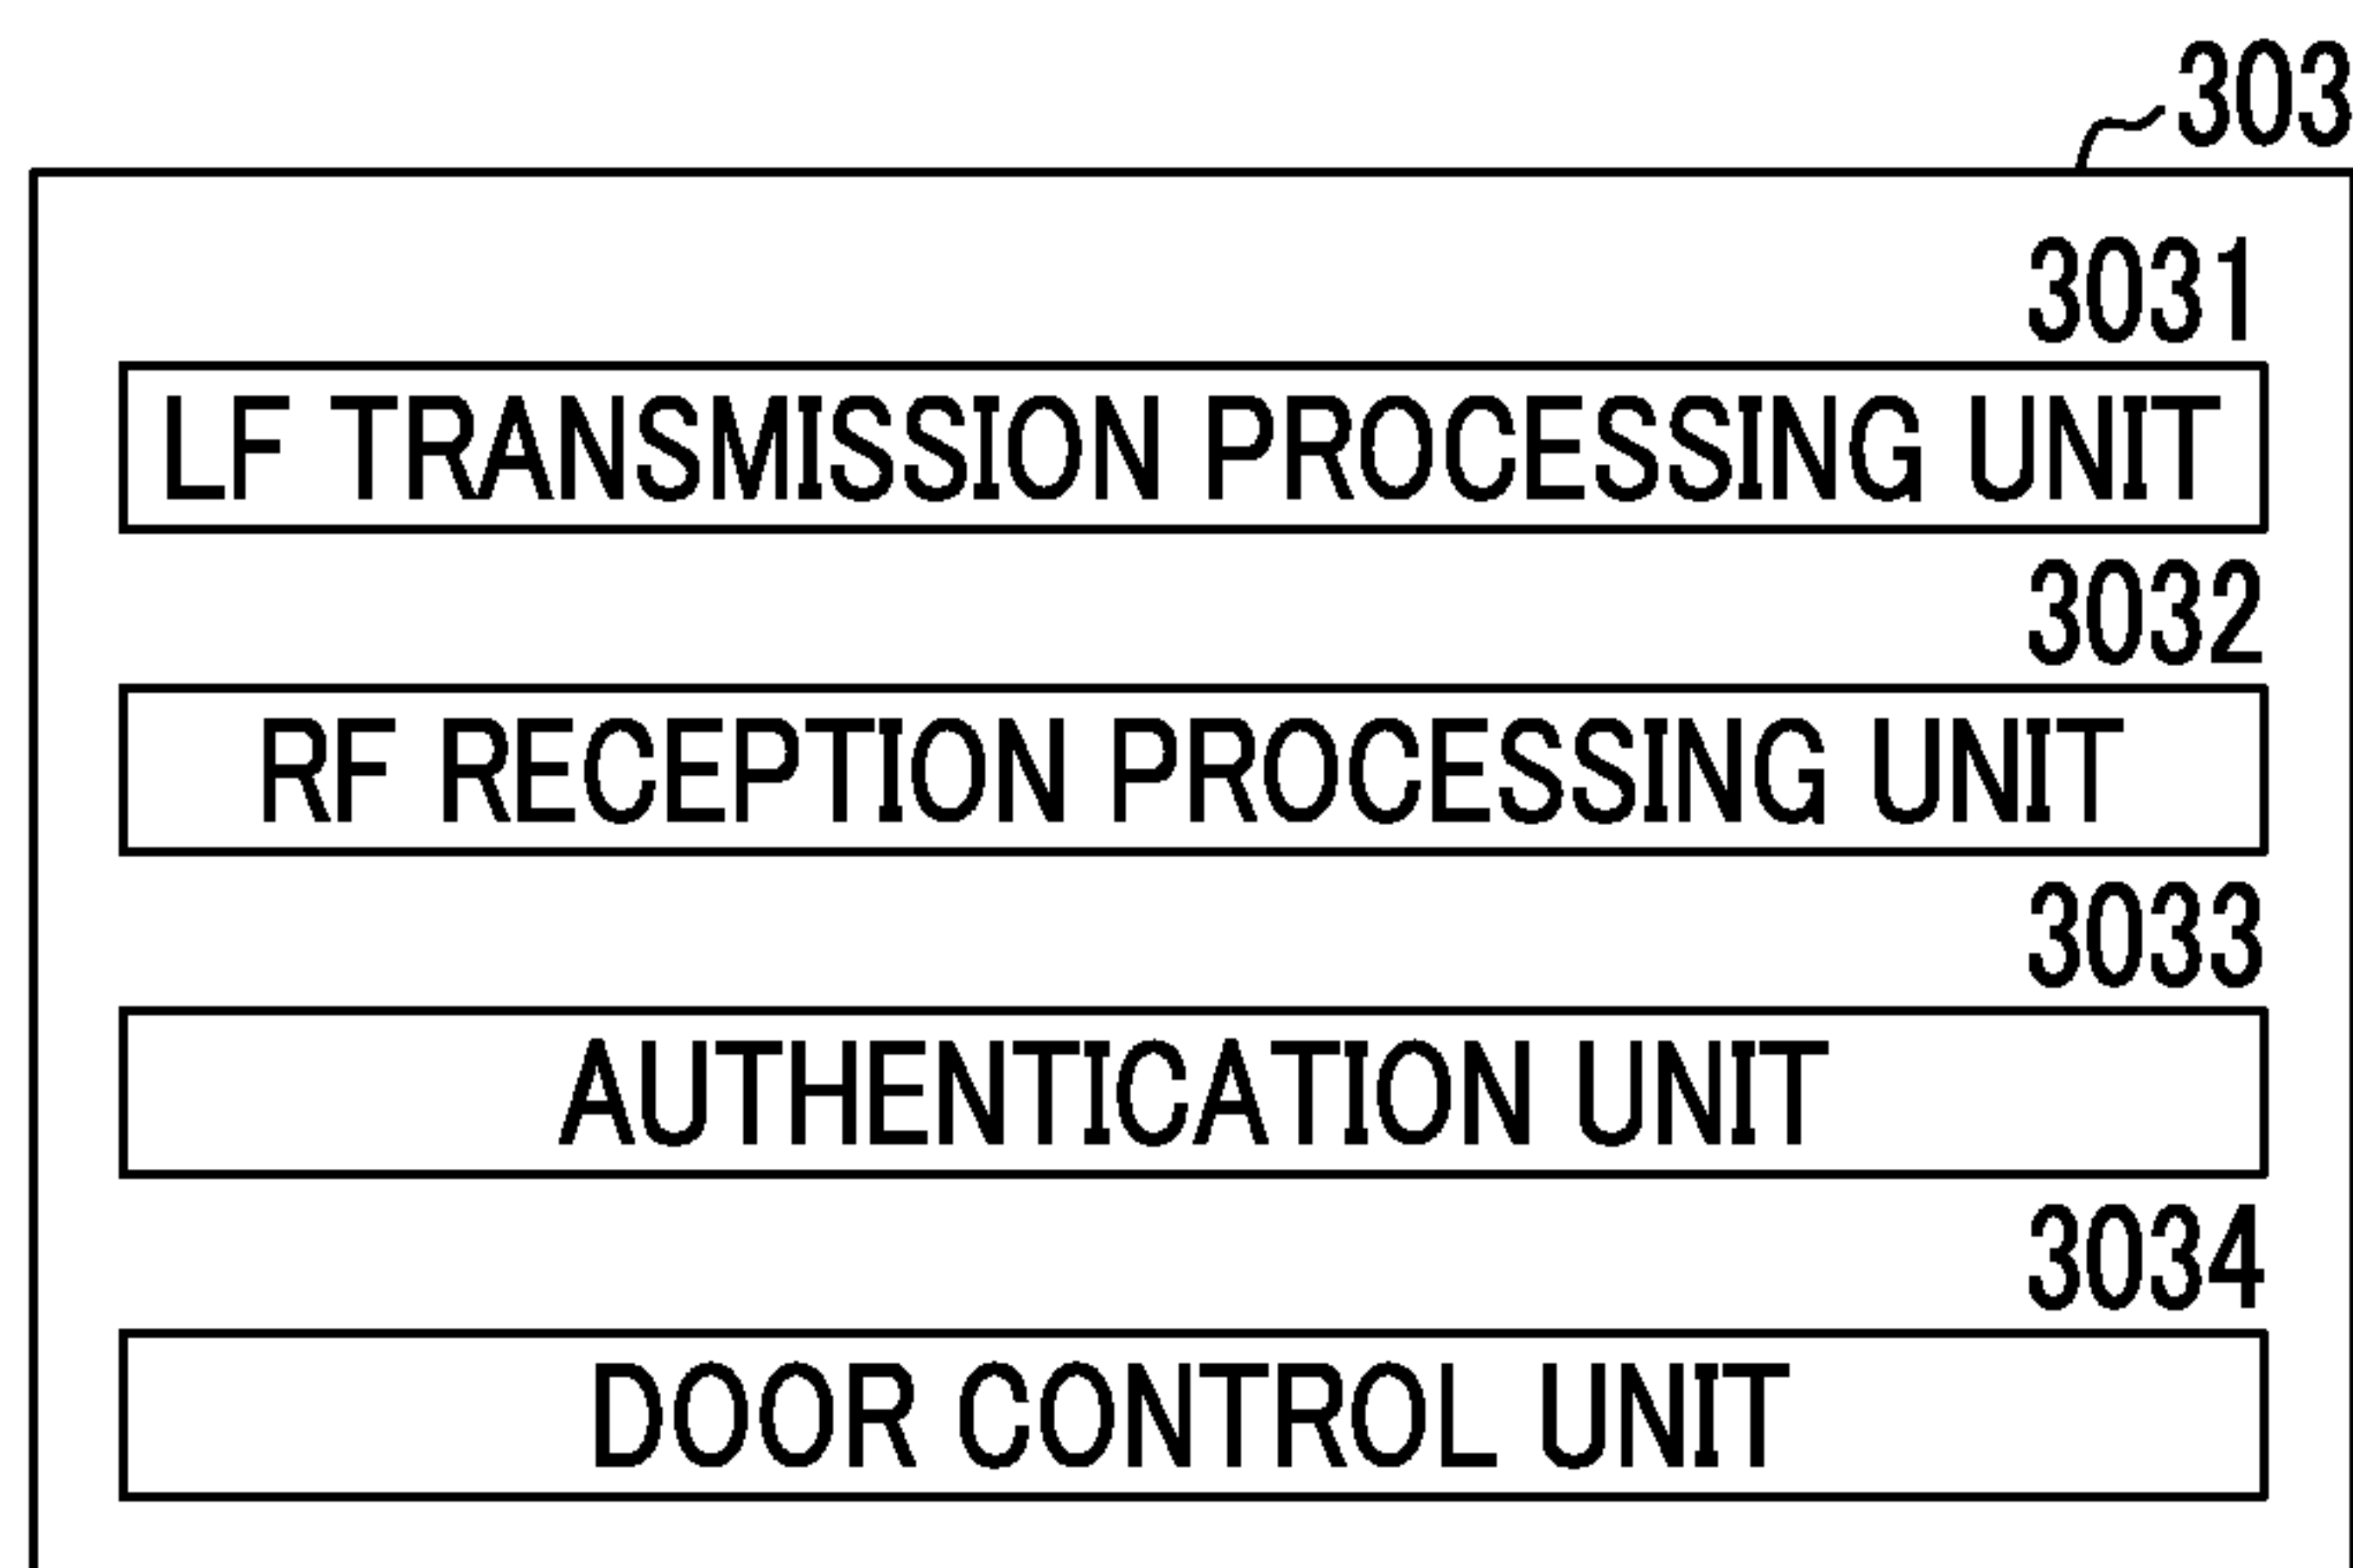 303
3031
LF TRANSMISSION PROCESSING UNIT
3032
RF RECEPTION PROCESSING UNIT
3033
AUTHENTICATION UNIT
3034
DOOR CONTROL UNIT